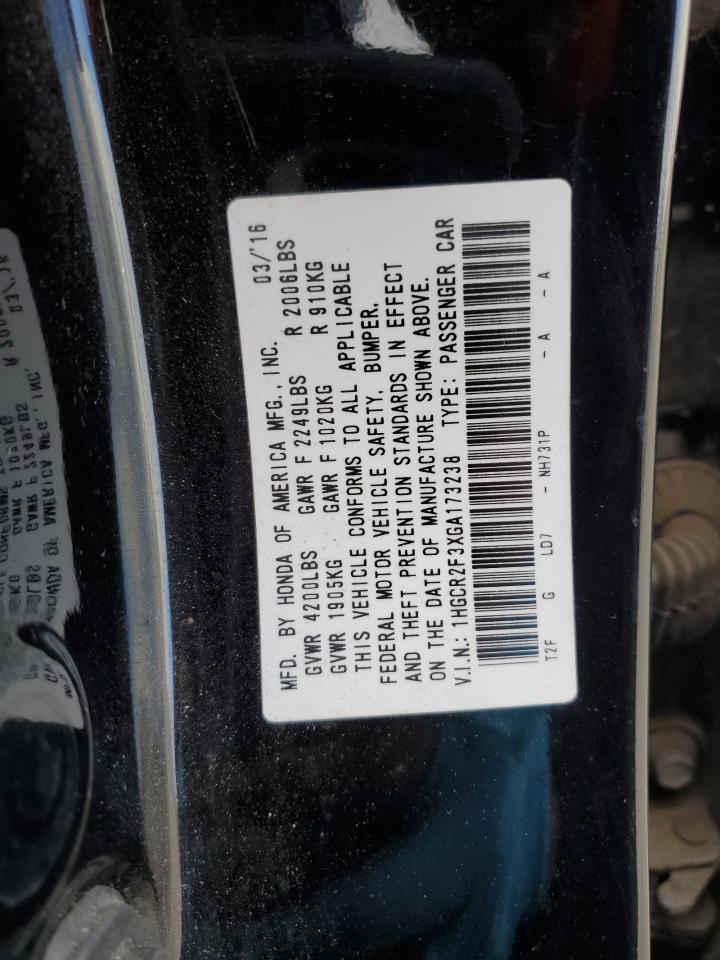 MFD. BY HONDA OF AMERICA MFG., INC. 03/'16
GVWR 4200LBS GAWR F 2249LBS R 2006LBS
GVWR 1905KG GAWR F 1020KG R 910KG
THIS VEHICLE CONFORMS TO ALL APPLICABLE
FEDERAL MOTOR VEHICLE SAFETY, BUMPER,
AND THEFT PREVENTION STANDARDS IN EFFECT
ON THE DATE OF MANUFACTURE SHOWN ABOVE.
V.I.N.: 1HGCR2F3XGA173238 TYPE: PASSENGER CAR
T2F G LD7 - NH731P - A - A